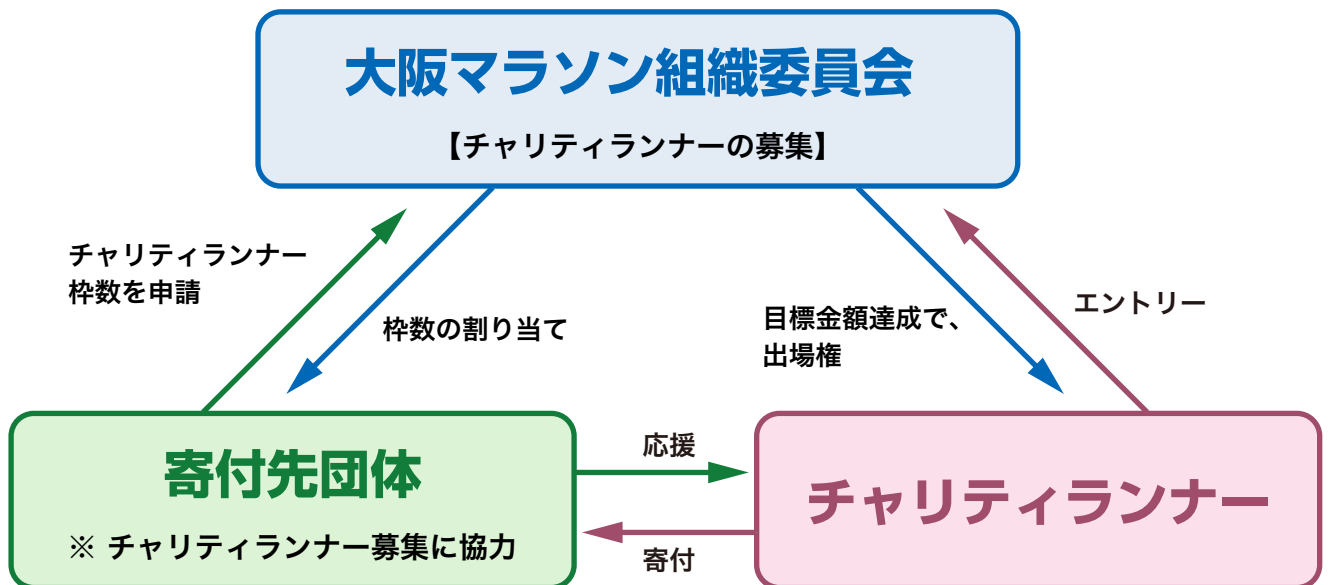 大阪マラソン組織委員会
【チャリティランナーの募集】
チャリティランナー
枠数を申請
枠数の割り当て
目標金額達成で、
出場権
エントリー
寄付先団体
※ チャリティランナー募集に協力
応援
寄付
チャリティランナー